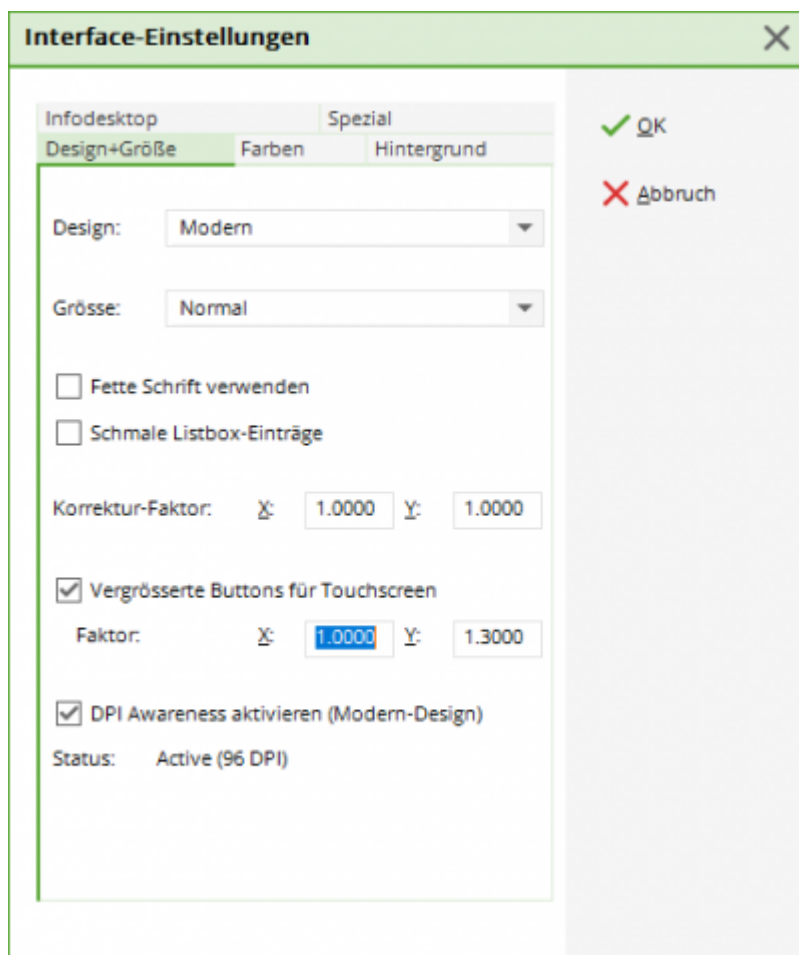 Interface-Einstellungen
Infodesktop Spezial
Design+Größe Farben Hintergrund
Design: Modern
Grösse: Normal
Fette Schrift verwenden
Schmale Listbox-Einträge
Korrektur-Faktor: X: 1.0000 Y: 1.0000
Vergrösserte Buttons für Touchscreen
Faktor: X: 1.0000 Y: 1.3000
DPI Awareness aktivieren (Modern-Design)
Status: Active (96 DPI)
OK
Abbruch